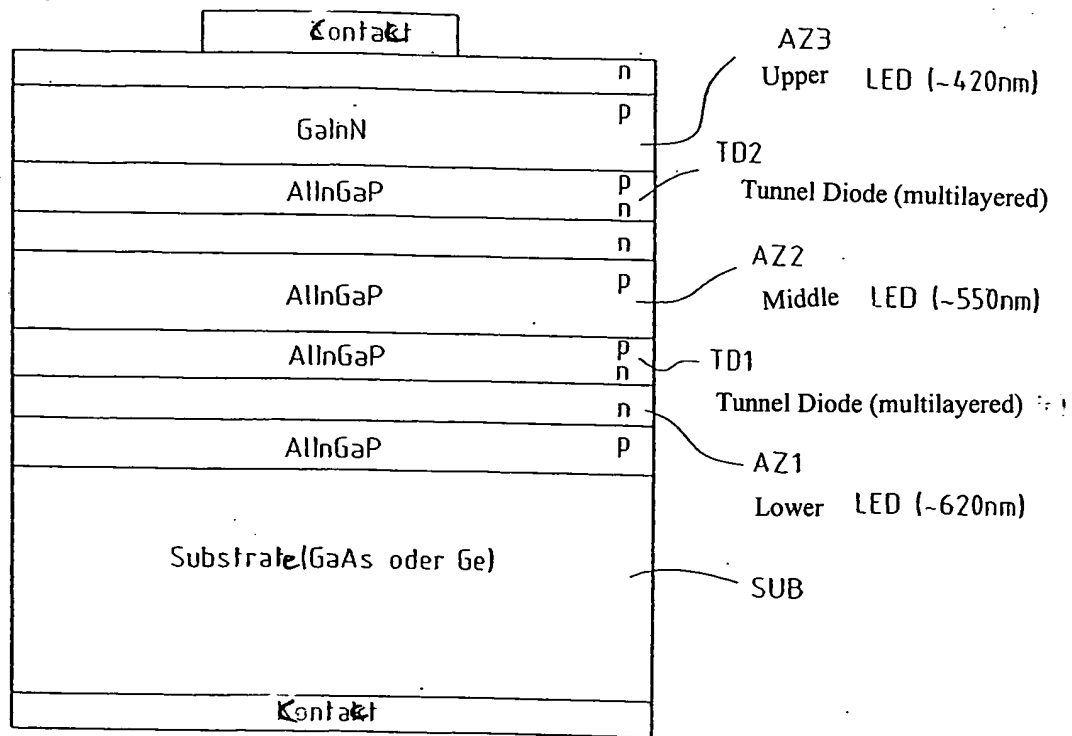 Kontakt
n
AZ3
Upper LED (~420nm)
p
GaInN
TD2
AlInGaP
p
n
Tunnel Diode (multilayered)
n
AZ2
AlInGaP
p
Middle LED (~550nm)
AlInGaP
p
n
TD1
Tunnel Diode (multilayered)
n
AlInGaP
p
AZ1
Lower LED (~620nm)
Substrate(GaAs oder Ge)
SUB
Kontakt